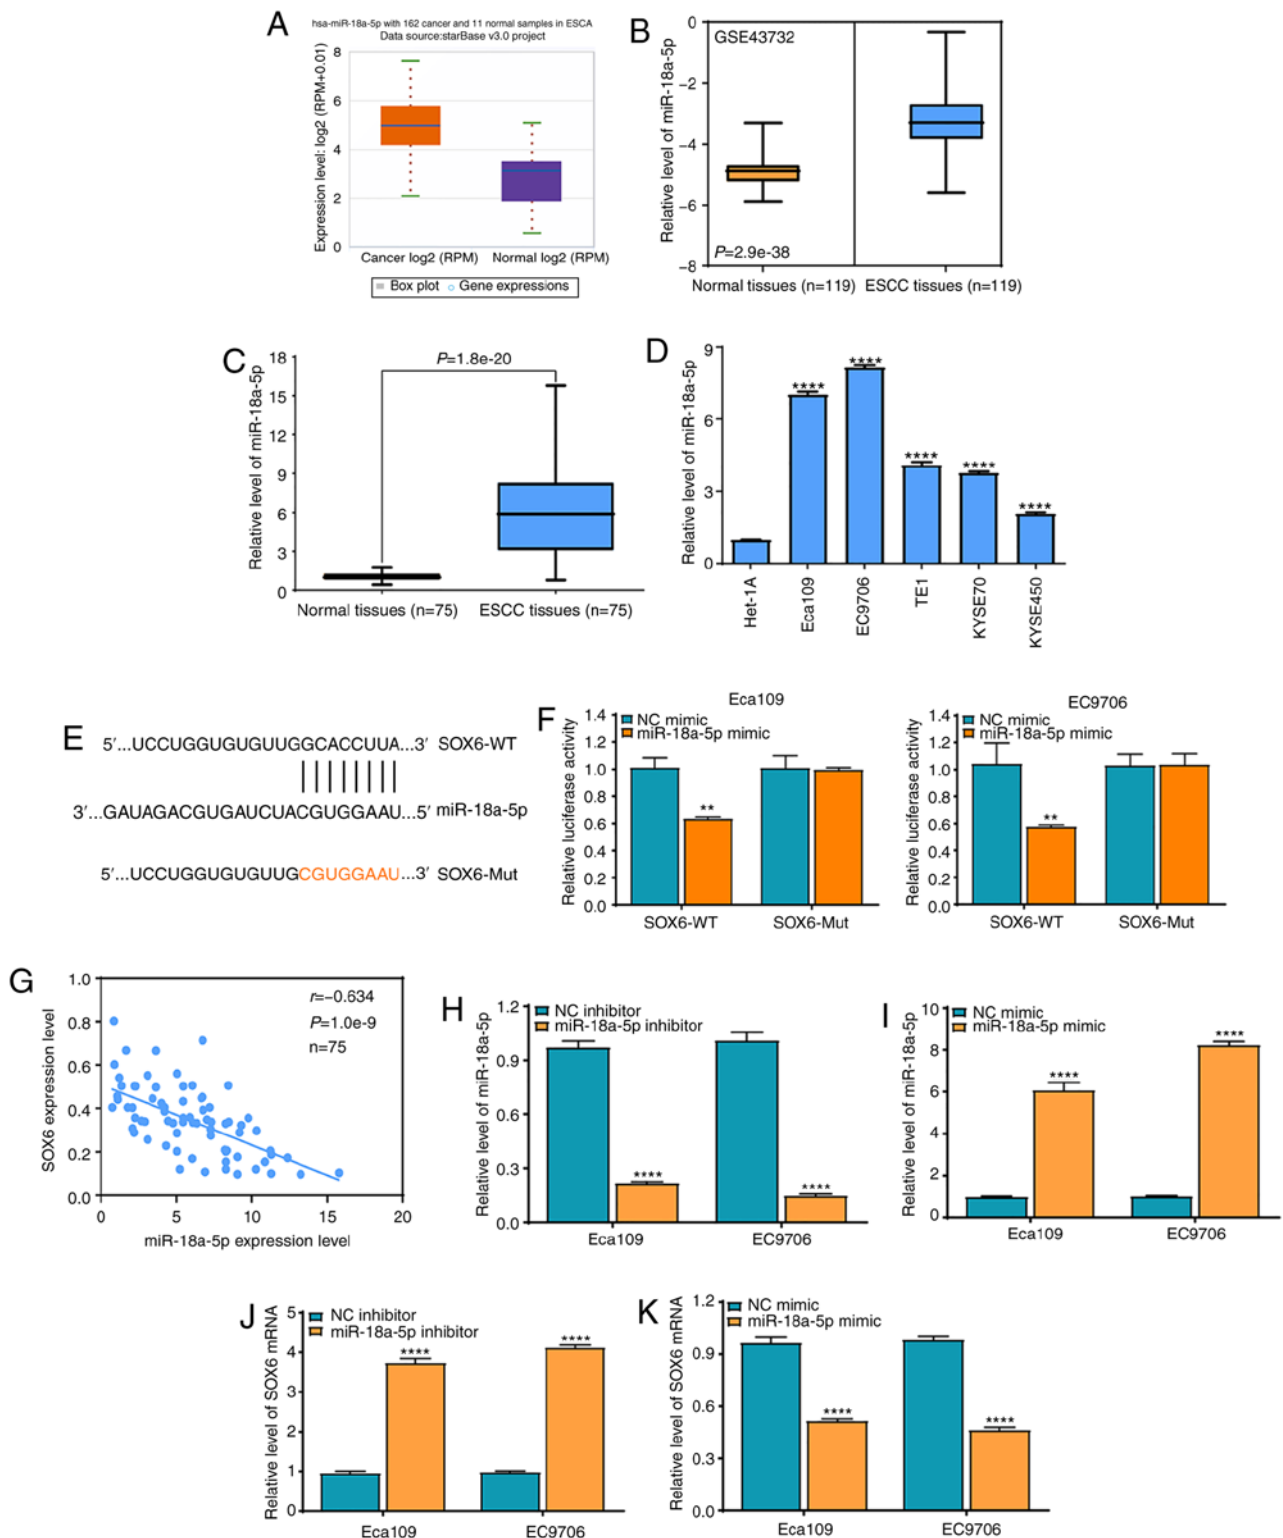 A
hsa-miR-18a-5p with 162 cancer and 11 normal samples in ESCA
Data source:starBase v3.0 project
Expression level: log2 (RPM+0.01)
8
6
4
2
0
Cancer log2 (RPM) Normal log2 (RPM)
Box plot Gene expressions
B
GSE43732
Relative level of miR-18a-5p
0
−2
−4
−6
−8
P=2.9e-38
Normal tissues (n=119) ESCC tissues (n=119)
C
Relative level of miR-18a-5p
18
15
12
9
6
3
0
P=1.8e-20
Normal tissues (n=75) ESCC tissues (n=75)
D
Relative level of miR-18a-5p
9
6
3
0
**** **** **** **** ****
Het-1A Eca109 EC9706 TE1 KYSE70 KYSE450
E
5′...UCCUGGUGUGUUGGCACCUUA...3′ SOX6-WT
3′...GAUAGACGUGAUCUACGUGGAAU...5′ miR-18a-5p
5′...UCCUGGUGUGUUGCGUGGAAU...3′ SOX6-Mut
F
Eca109
NC mimic
miR-18a-5p mimic
Relative luciferase activity
1.4
1.2
1.0
0.8
0.6
0.4
0.2
0.0
**
SOX6-WT SOX6-Mut
EC9706
NC mimic
miR-18a-5p mimic
Relative luciferase activity
1.4
1.2
1.0
0.8
0.6
0.4
0.2
0.0
**
SOX6-WT SOX6-Mut
G
SOX6 expression level
1.0
0.8
0.6
0.4
0.2
0.0
r=−0.634
P=1.0e-9
n=75
0 5 10 15 20
miR-18a-5p expression level
H
NC inhibitor
miR-18a-5p inhibitor
Relative level of miR-18a-5p
1.2
0.9
0.6
0.3
0.0
**** ****
Eca109 EC9706
I
NC mimic
miR-18a-5p mimic
Relative level of miR-18a-5p
10
8
6
4
2
0
**** ****
Eca109 EC9706
J
NC inhibitor
miR-18a-5p inhibitor
Relative level of SOX6 mRNA
5
4
3
2
1
0
**** ****
Eca109 EC9706
K
NC mimic
miR-18a-5p mimic
Relative level of SOX6 mRNA
1.2
0.9
0.6
0.3
0.0
**** ****
Eca109 EC9706